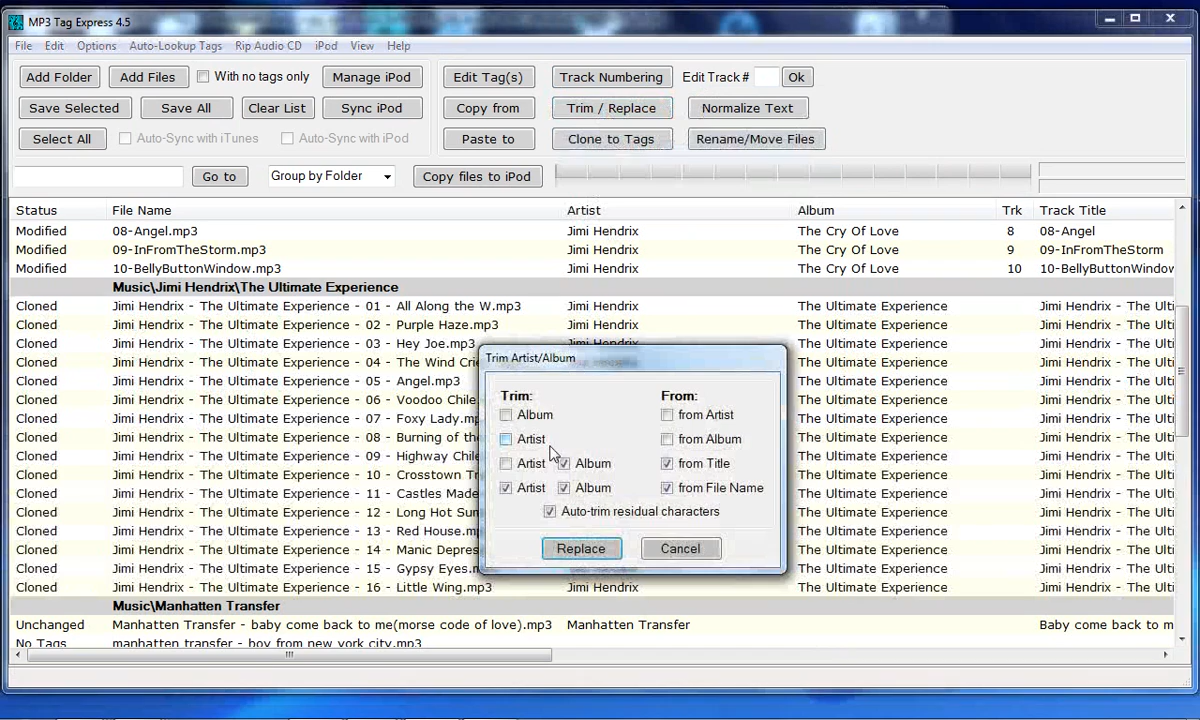 MP3 Tag Express 4.5
File Edit Options Auto-Lookup Tags Rip Audio CD iPod View Help
Add Folder Add Files With no tags only Manage iPod Edit Tag(s) Track Numbering Edit Track # Ok
Save Selected Save All Clear List Sync iPod Copy from Trim / Replace Normalize Text
Select All Auto-Sync with iTunes Auto-Sync with iPod Paste to Clone to Tags Rename/Move Files
Go to Group by Folder Copy files to iPod
Status File Name Artist Album Trk Track Title
Modified 08-Angel.mp3 Jimi Hendrix The Cry Of Love 8 08-Angel
Modified 09-InFromTheStorm.mp3 Jimi Hendrix The Cry Of Love 9 09-InFromTheStorm
Modified 10-BellyButtonWindow.mp3 Jimi Hendrix The Cry Of Love 10 10-BellyButtonWindow
Music\Jimi Hendrix\The Ultimate Experience
Cloned Jimi Hendrix - The Ultimate Experience - 01 - All Along the W.mp3 Jimi Hendrix The Ultimate Experience Jimi Hendrix - The Ulti
Cloned Jimi Hendrix - The Ultimate Experience - 02 - Purple Haze.mp3 Jimi Hendrix The Ultimate Experience Jimi Hendrix - The Ulti
Cloned Jimi Hendrix - The Ultimate Experience - 03 - Hey Joe.mp3 Jimi Hendrix The Ultimate Experience Jimi Hendrix - The Ulti
Cloned Jimi Hendrix - The Ultimate Experience - 04 - The Wind Crie The Ultimate Experience Jimi Hendrix - The Ulti
Cloned Jimi Hendrix - The Ultimate Experience - 05 - Angel.mp3 The Ultimate Experience Jimi Hendrix - The Ulti
Cloned Jimi Hendrix - The Ultimate Experience - 06 - Voodoo Chile. The Ultimate Experience Jimi Hendrix - The Ulti
Cloned Jimi Hendrix - The Ultimate Experience - 07 - Foxy Lady.mp The Ultimate Experience Jimi Hendrix - The Ulti
Cloned Jimi Hendrix - The Ultimate Experience - 08 - Burning of the The Ultimate Experience Jimi Hendrix - The Ulti
Cloned Jimi Hendrix - The Ultimate Experience - 09 - Highway Chile The Ultimate Experience Jimi Hendrix - The Ulti
Cloned Jimi Hendrix - The Ultimate Experience - 10 - Crosstown Tr The Ultimate Experience Jimi Hendrix - The Ulti
Cloned Jimi Hendrix - The Ultimate Experience - 11 - Castles Made The Ultimate Experience Jimi Hendrix - The Ulti
Cloned Jimi Hendrix - The Ultimate Experience - 12 - Long Hot Sum The Ultimate Experience Jimi Hendrix - The Ulti
Cloned Jimi Hendrix - The Ultimate Experience - 13 - Red House.m The Ultimate Experience Jimi Hendrix - The Ulti
Cloned Jimi Hendrix - The Ultimate Experience - 14 - Manic Depres The Ultimate Experience Jimi Hendrix - The Ulti
Cloned Jimi Hendrix - The Ultimate Experience - 15 - Gypsy Eyes.m The Ultimate Experience Jimi Hendrix - The Ulti
Cloned Jimi Hendrix - The Ultimate Experience - 16 - Little Wing.mp3 Jimi Hendrix The Ultimate Experience Jimi Hendrix - The Ulti
Music\Manhatten Transfer
Unchanged Manhatten Transfer - baby come back to me(morse code of love).mp3 Manhatten Transfer Baby come back to m
No Tags manhatten transfer - boy from new york city.mp3
Trim Artist/Album
Trim: From:
Album from Artist
Artist from Album
Artist Album from Title
Artist Album from File Name
Auto-trim residual characters
Replace Cancel